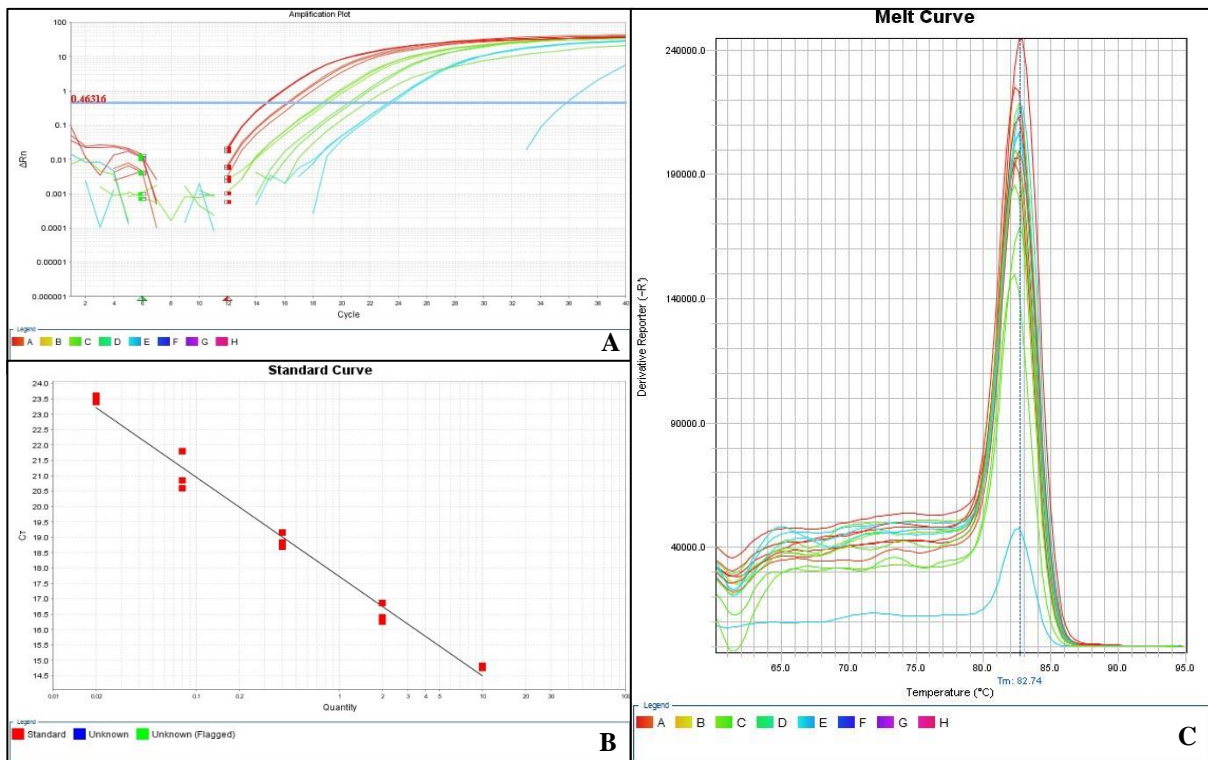 Amplification Plot
100
10
1
0.46316
0.1
0.01
0.001
0.0001
0.00001
0.000001
ΔRn
2 4 6 8 10 12 14 16 18 20 22 24 26 28 30 32 34 36 38 40
Cycle
Legend
A B C D E F G H
A
Standard Curve
24.0
23.5
23.0
22.5
22.0
21.5
21.0
20.5
20.0
19.5
19.0
18.5
18.0
17.5
17.0
16.5
16.0
15.5
15.0
14.5
CT
0.01 0.02 0.1 0.2 1 2 3 4 5 6 10 20 30 100
Quantity
Legend
Standard Unknown Unknown (Flagged)
B
Melt Curve
240000.0
190000.0
140000.0
90000.0
40000.0
Derivative Reporter (-R')
65.0 70.0 75.0 80.0 85.0 90.0 95.0
Tm: 82.74
Temperature (°C)
Legend
A B C D E F G H
C